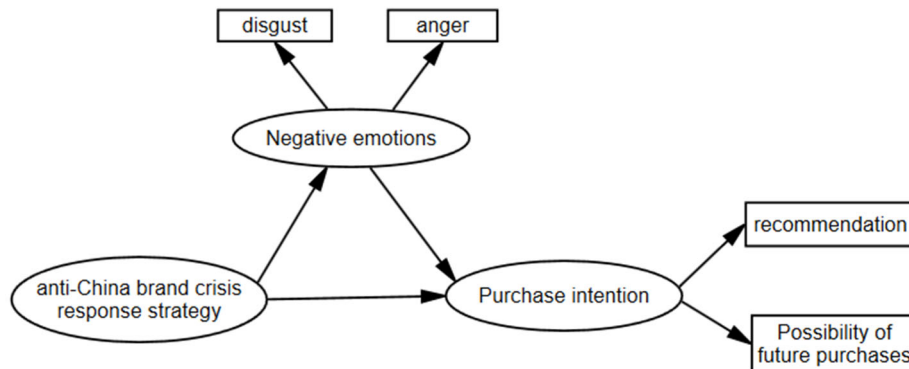 disgust
anger
Negative emotions
recommendation
anti-China brand crisis
response strategy
Purchase intention
Possibility of
future purchases